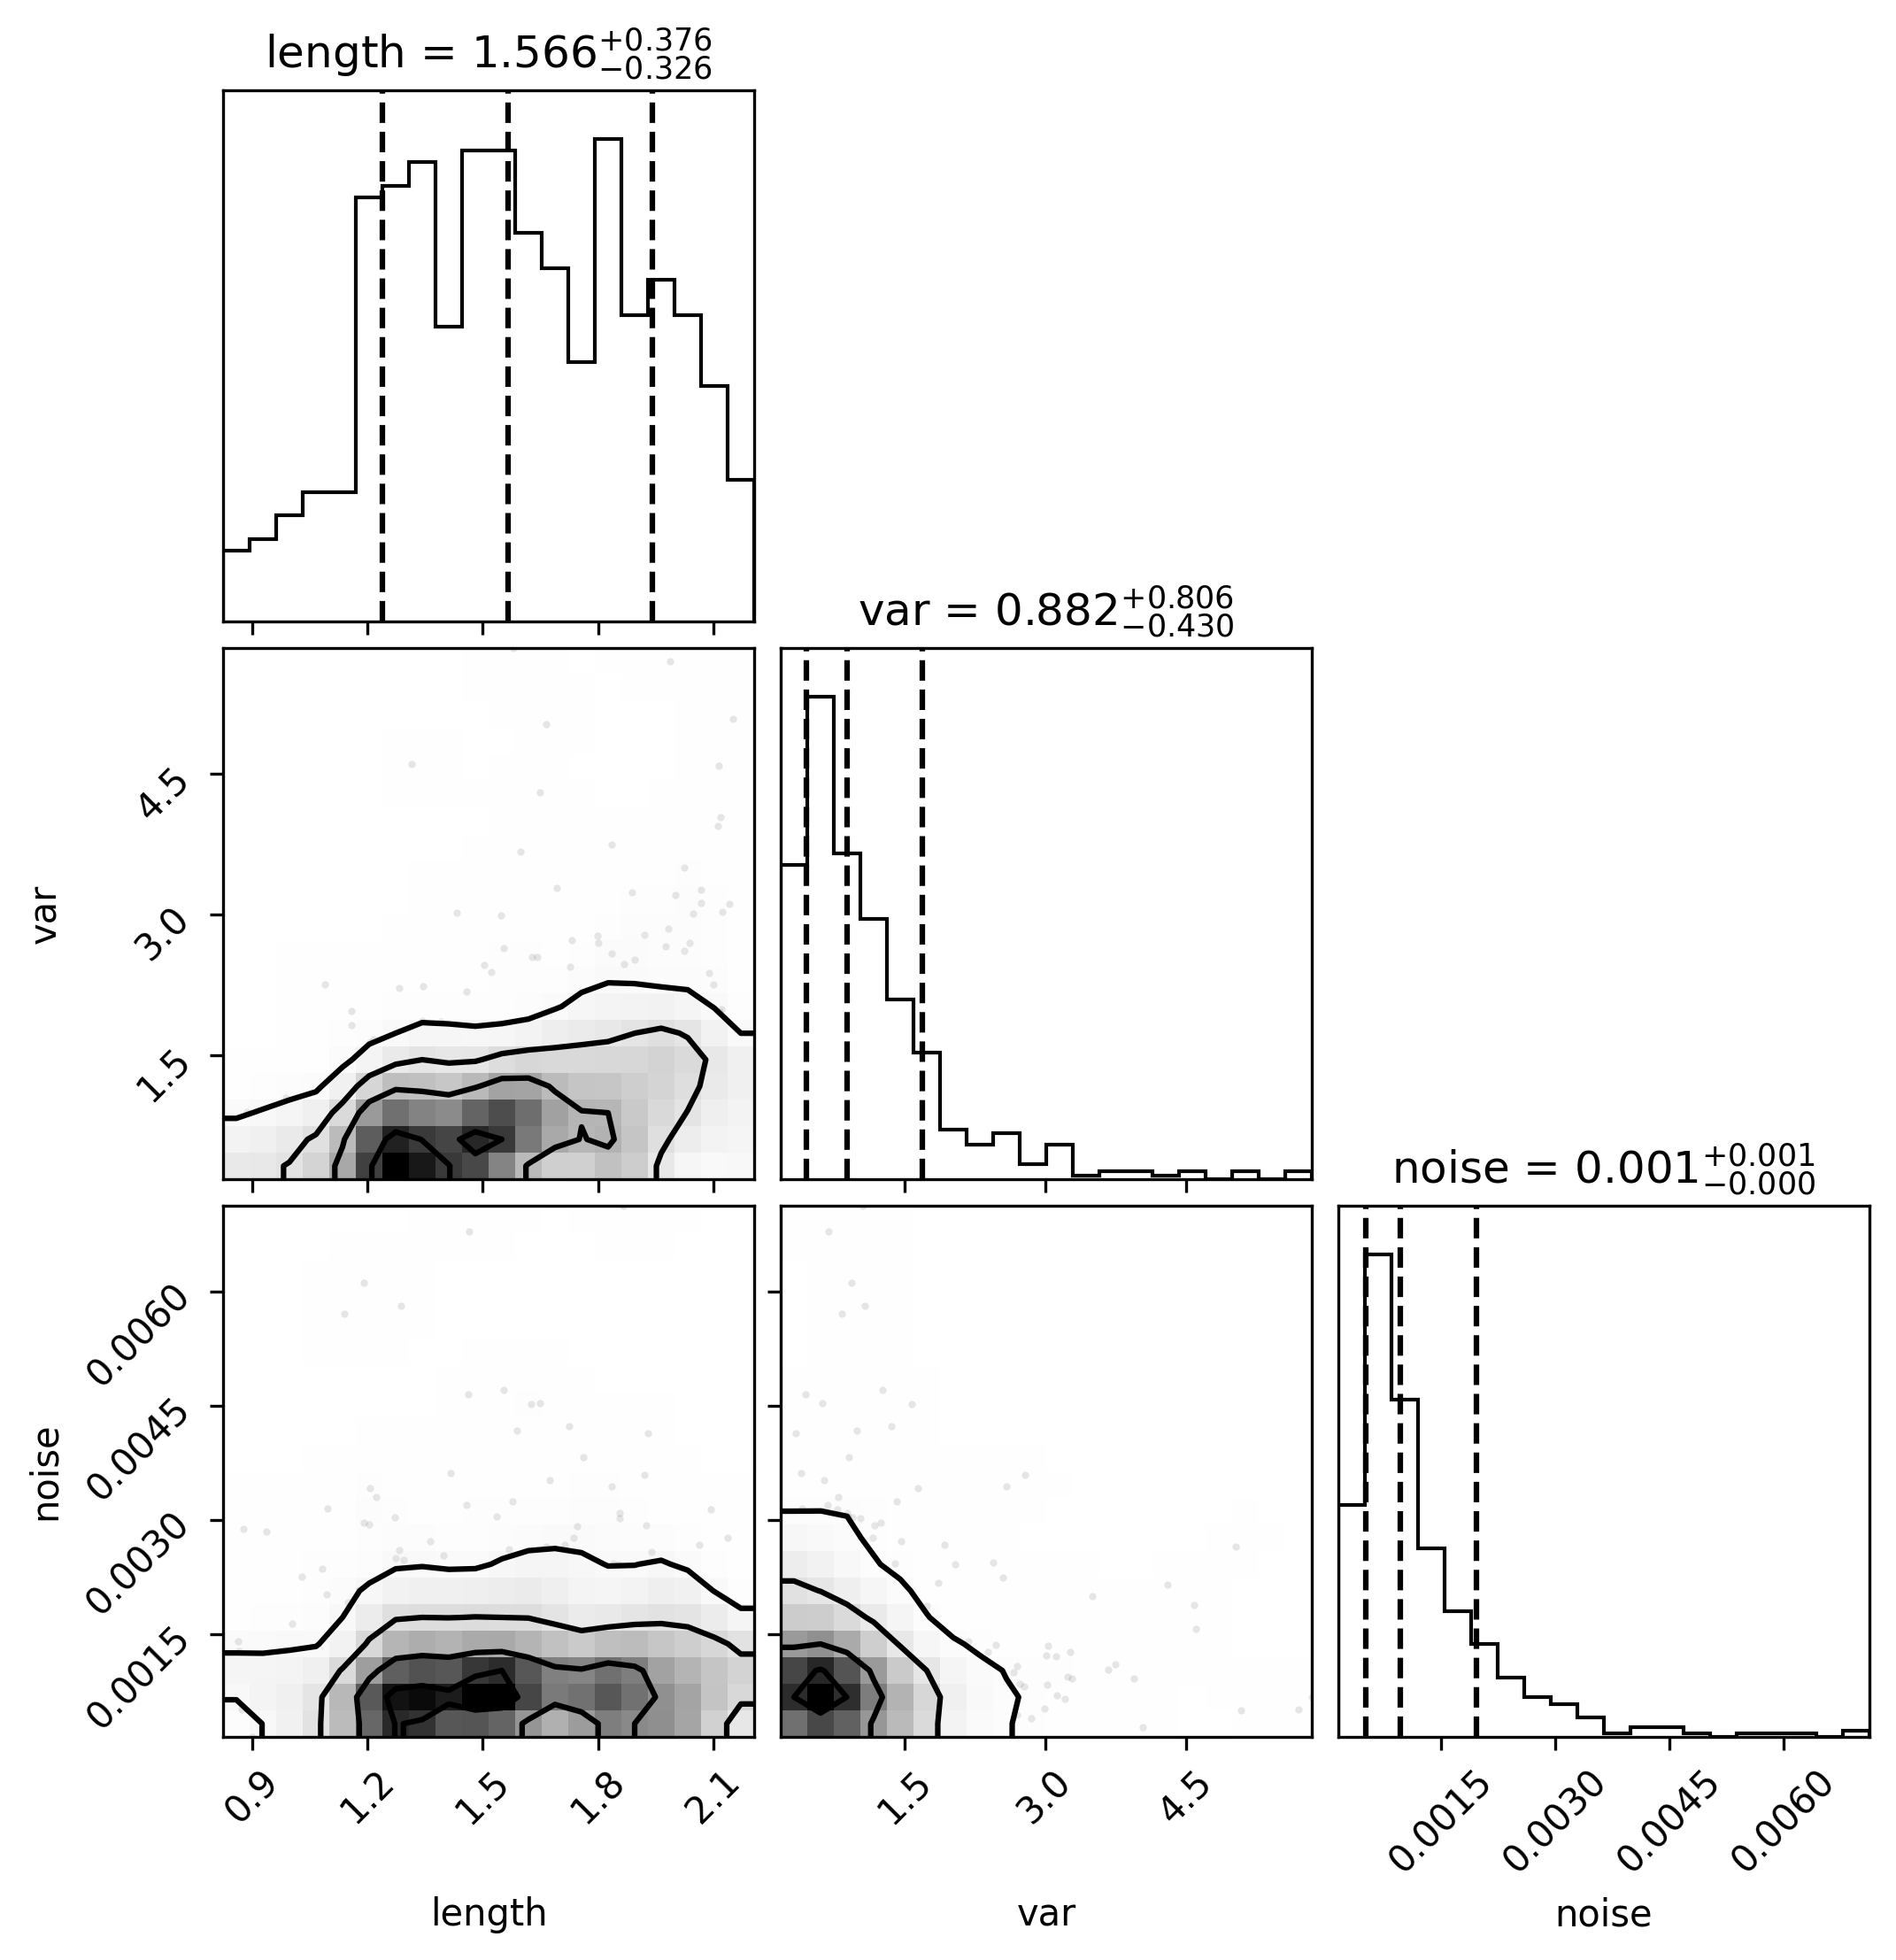 length = 1.566 +0.376 −0.326
var = 0.882 +0.806 −0.430
var
4.5
3.0
1.5
noise = 0.001 +0.001 −0.000
noise
0.0060
0.0045
0.0030
0.0015
0.9 1.2 1.5 1.8 2.1
1.5 3.0 4.5
0.0015 0.0030 0.0045 0.0060
length var noise